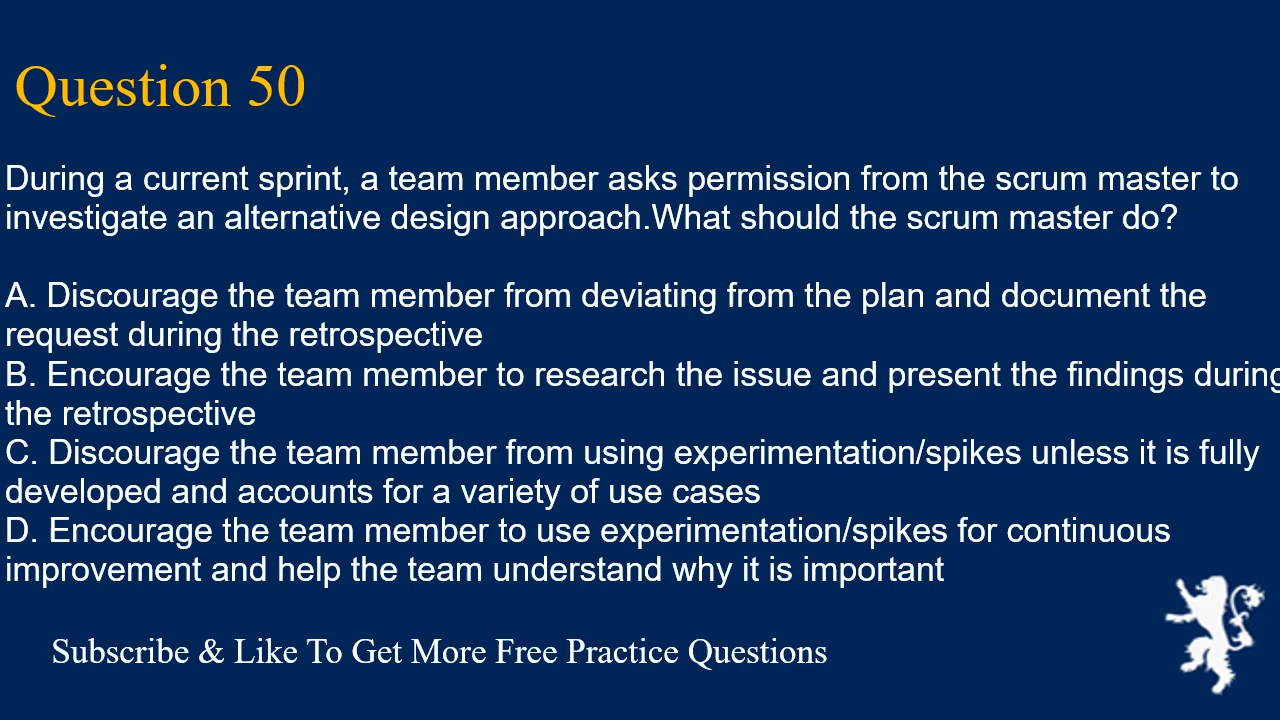 Question 50
During a current sprint, a team member asks permission from the scrum master to
investigate an alternative design approach.What should the scrum master do?
A. Discourage the team member from deviating from the plan and document the
request during the retrospective
B. Encourage the team member to research the issue and present the findings during
the retrospective
C. Discourage the team member from using experimentation/spikes unless it is fully
developed and accounts for a variety of use cases
D. Encourage the team member to use experimentation/spikes for continuous
improvement and help the team understand why it is important
Subscribe & Like To Get More Free Practice Questions